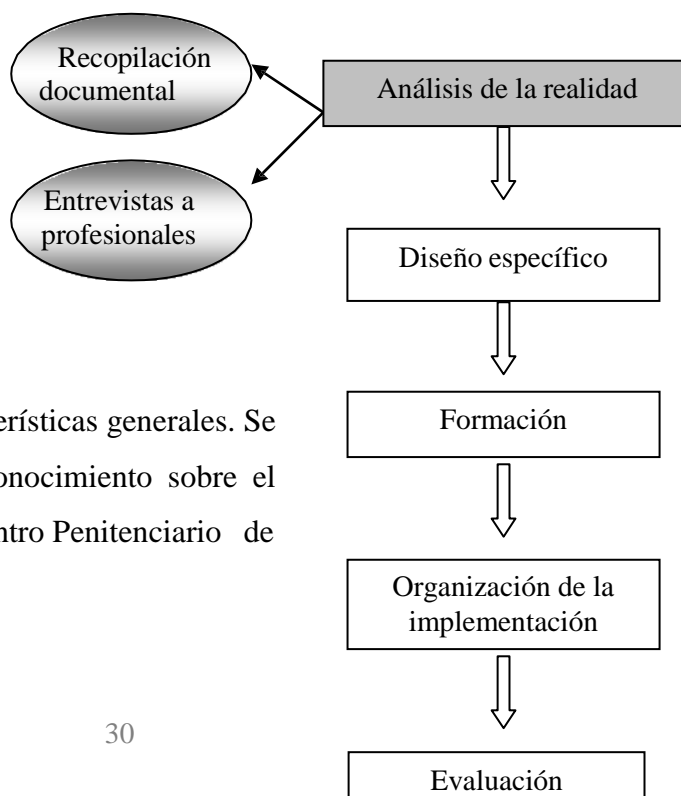 Recopilación
documental
Análisis de la realidad
Entrevistas a
profesionales
Diseño específico
Formación
erísticas generales. Se
onocimiento sobre el
ntro Penitenciario de
Organización de la
implementación
30
Evaluación